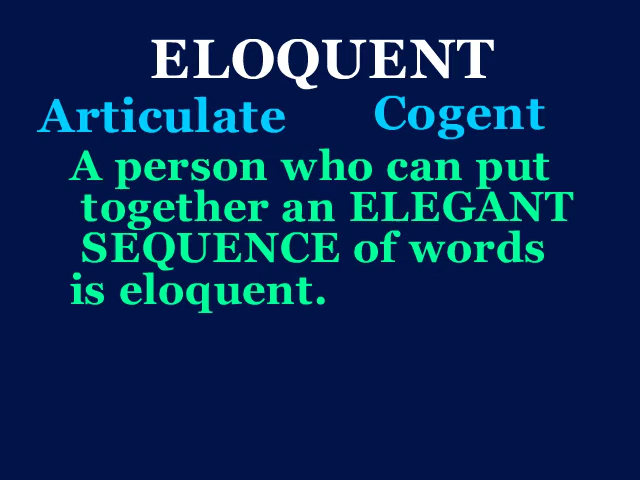 ELOQUENT
Articulate Cogent
A person who can put
together an ELEGANT
SEQUENCE of words
is eloquent.